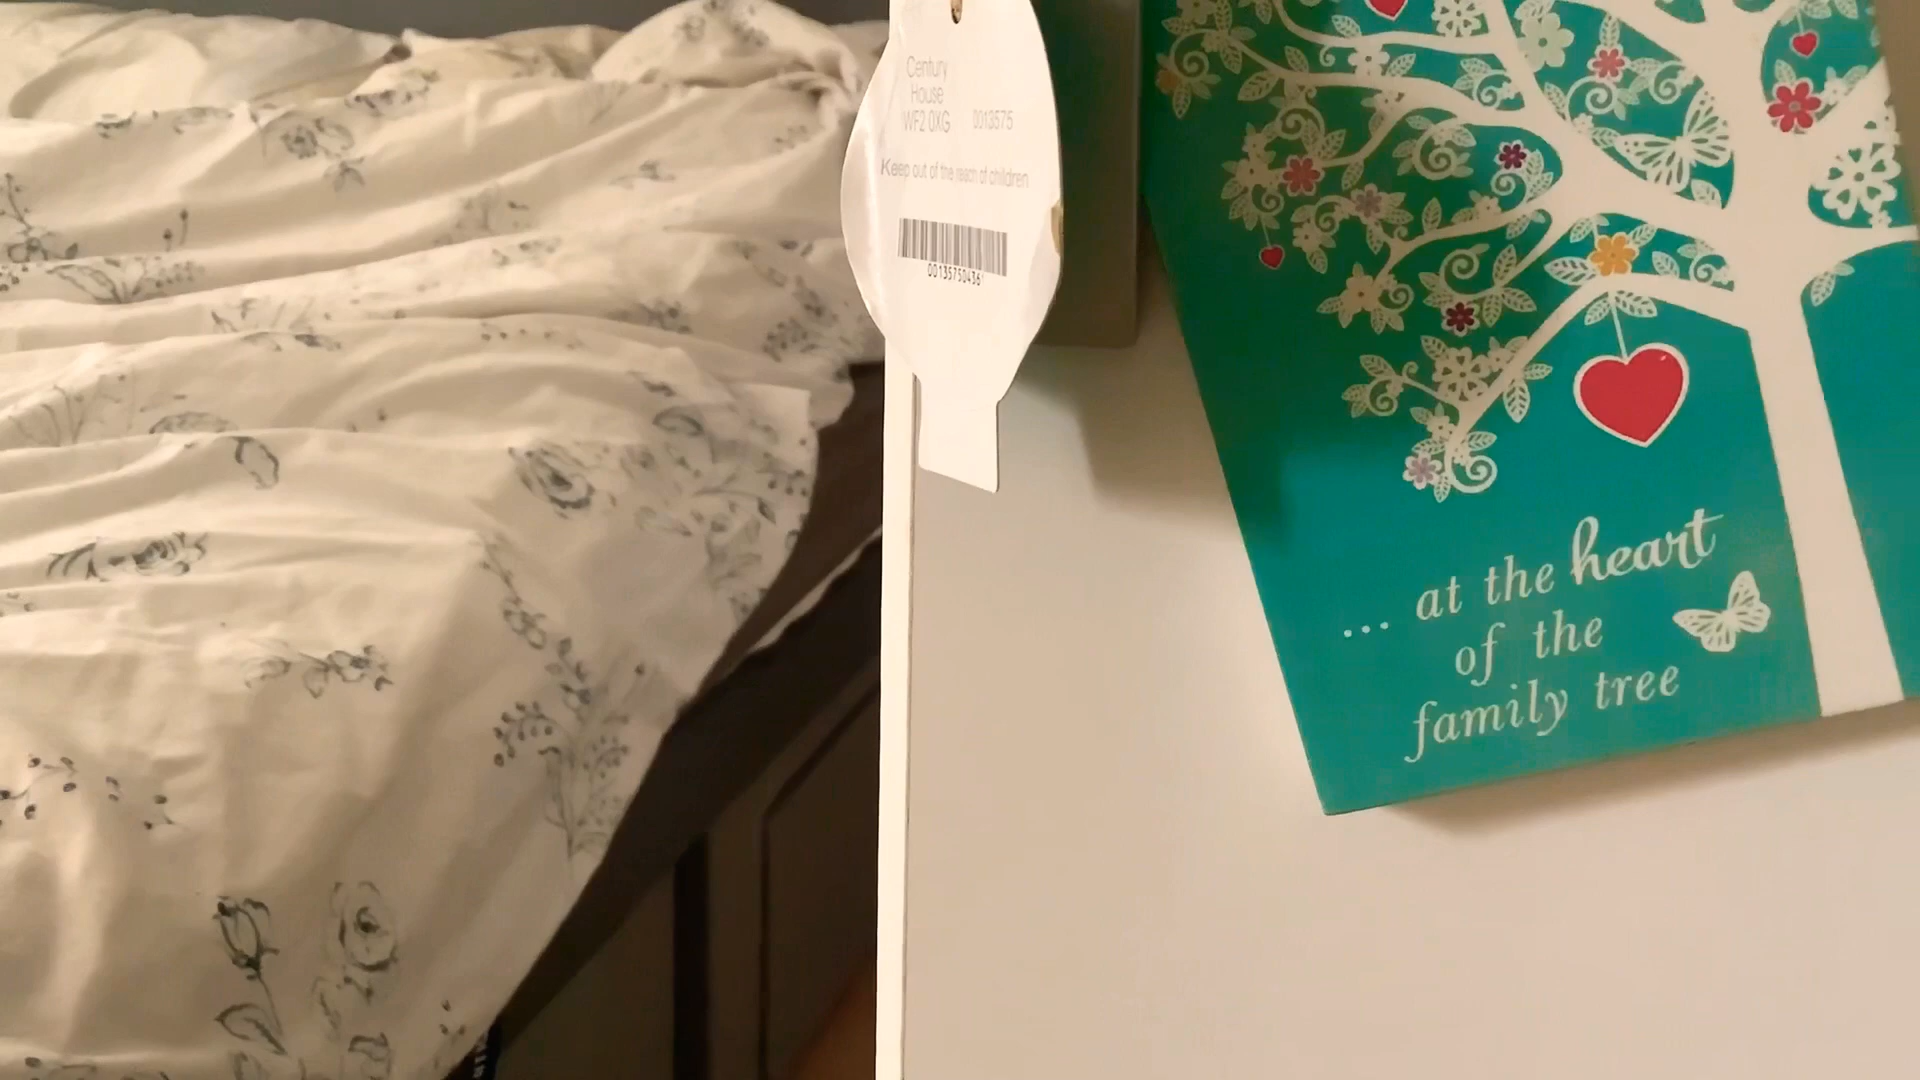 Century
House
WF2 0XG 0013575
Keep out of the reach of children
... at the heart
of the
family tree